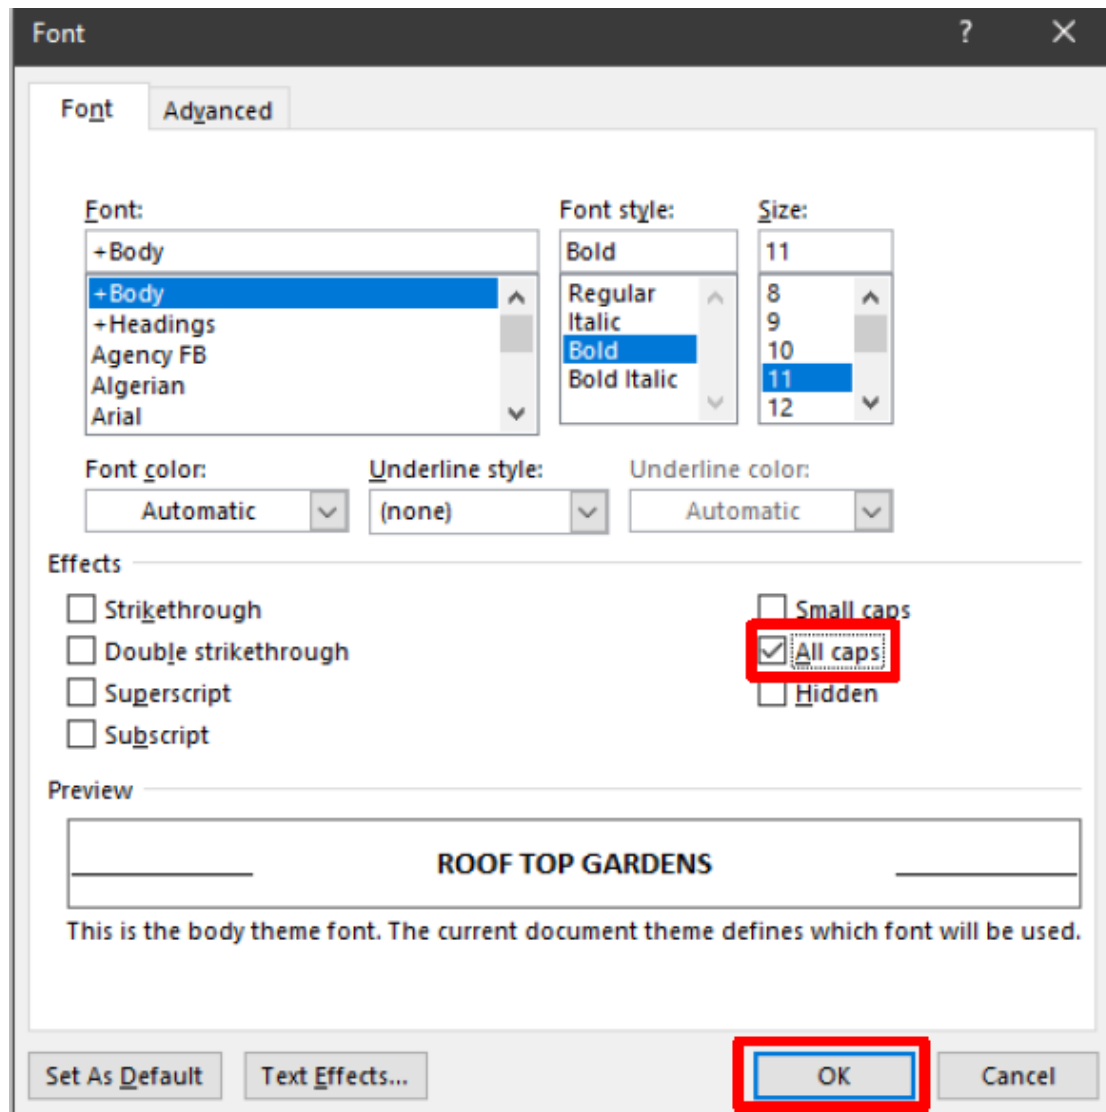 Font ?
Font Advanced
Font: Font style: Size:
+Body Bold 11
+Body Regular 8
+Headings Italic 9
Agency FB Bold 10
Algerian Bold Italic 11
Arial 12
Font color: Underline style: Underline color:
Automatic (none) Automatic
Effects
Strikethrough Small caps
Double strikethrough All caps
Superscript Hidden
Subscript
Preview
ROOF TOP GARDENS
This is the body theme font. The current document theme defines which font will be used.
Set As Default Text Effects... OK Cancel